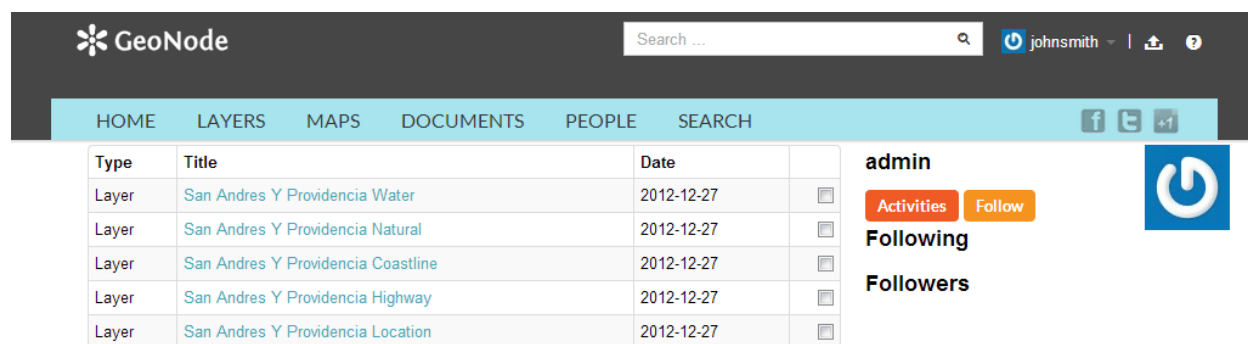 GeoNode
Search ...
johnsmith
HOME LAYERS MAPS DOCUMENTS PEOPLE SEARCH
f t +1
Type Title Date
Layer San Andres Y Providencia Water 2012-12-27
Layer San Andres Y Providencia Natural 2012-12-27
Layer San Andres Y Providencia Coastline 2012-12-27
Layer San Andres Y Providencia Highway 2012-12-27
Layer San Andres Y Providencia Location 2012-12-27
admin
Activities Follow
Following
Followers